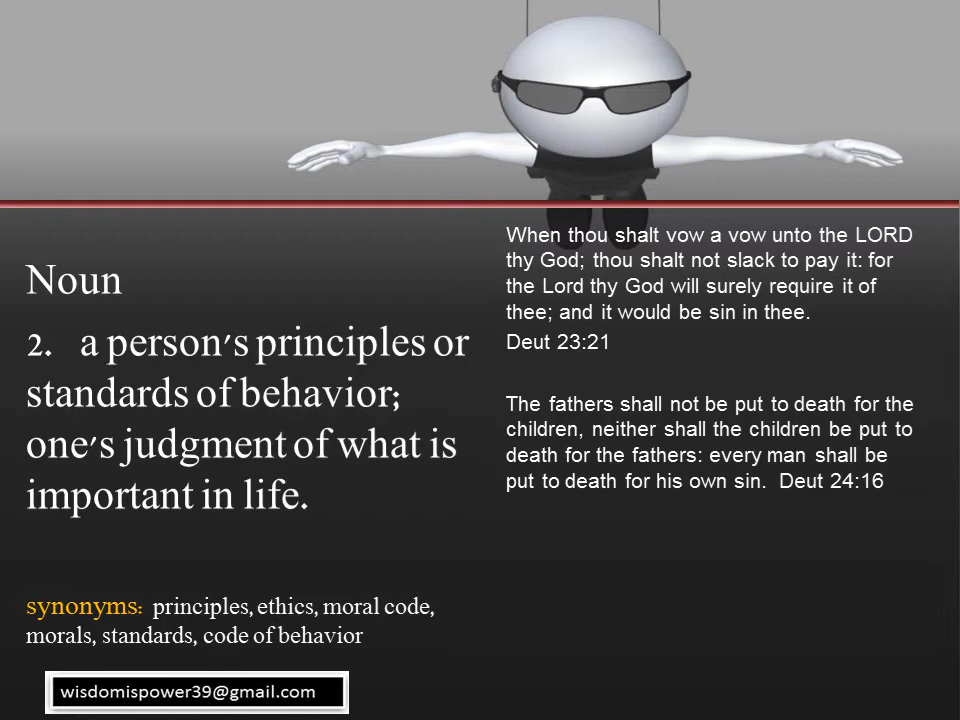 Noun
2. a person's principles or
standards of behavior;
one's judgment of what is
important in life.
synonyms: principles, ethics, moral code,
morals, standards, code of behavior
wisdomispower39@gmail.com
When thou shalt vow a vow unto the LORD
thy God; thou shalt not slack to pay it: for
the Lord thy God will surely require it of
thee; and it would be sin in thee.
Deut 23:21
The fathers shall not be put to death for the
children, neither shall the children be put to
death for the fathers: every man shall be
put to death for his own sin. Deut 24:16